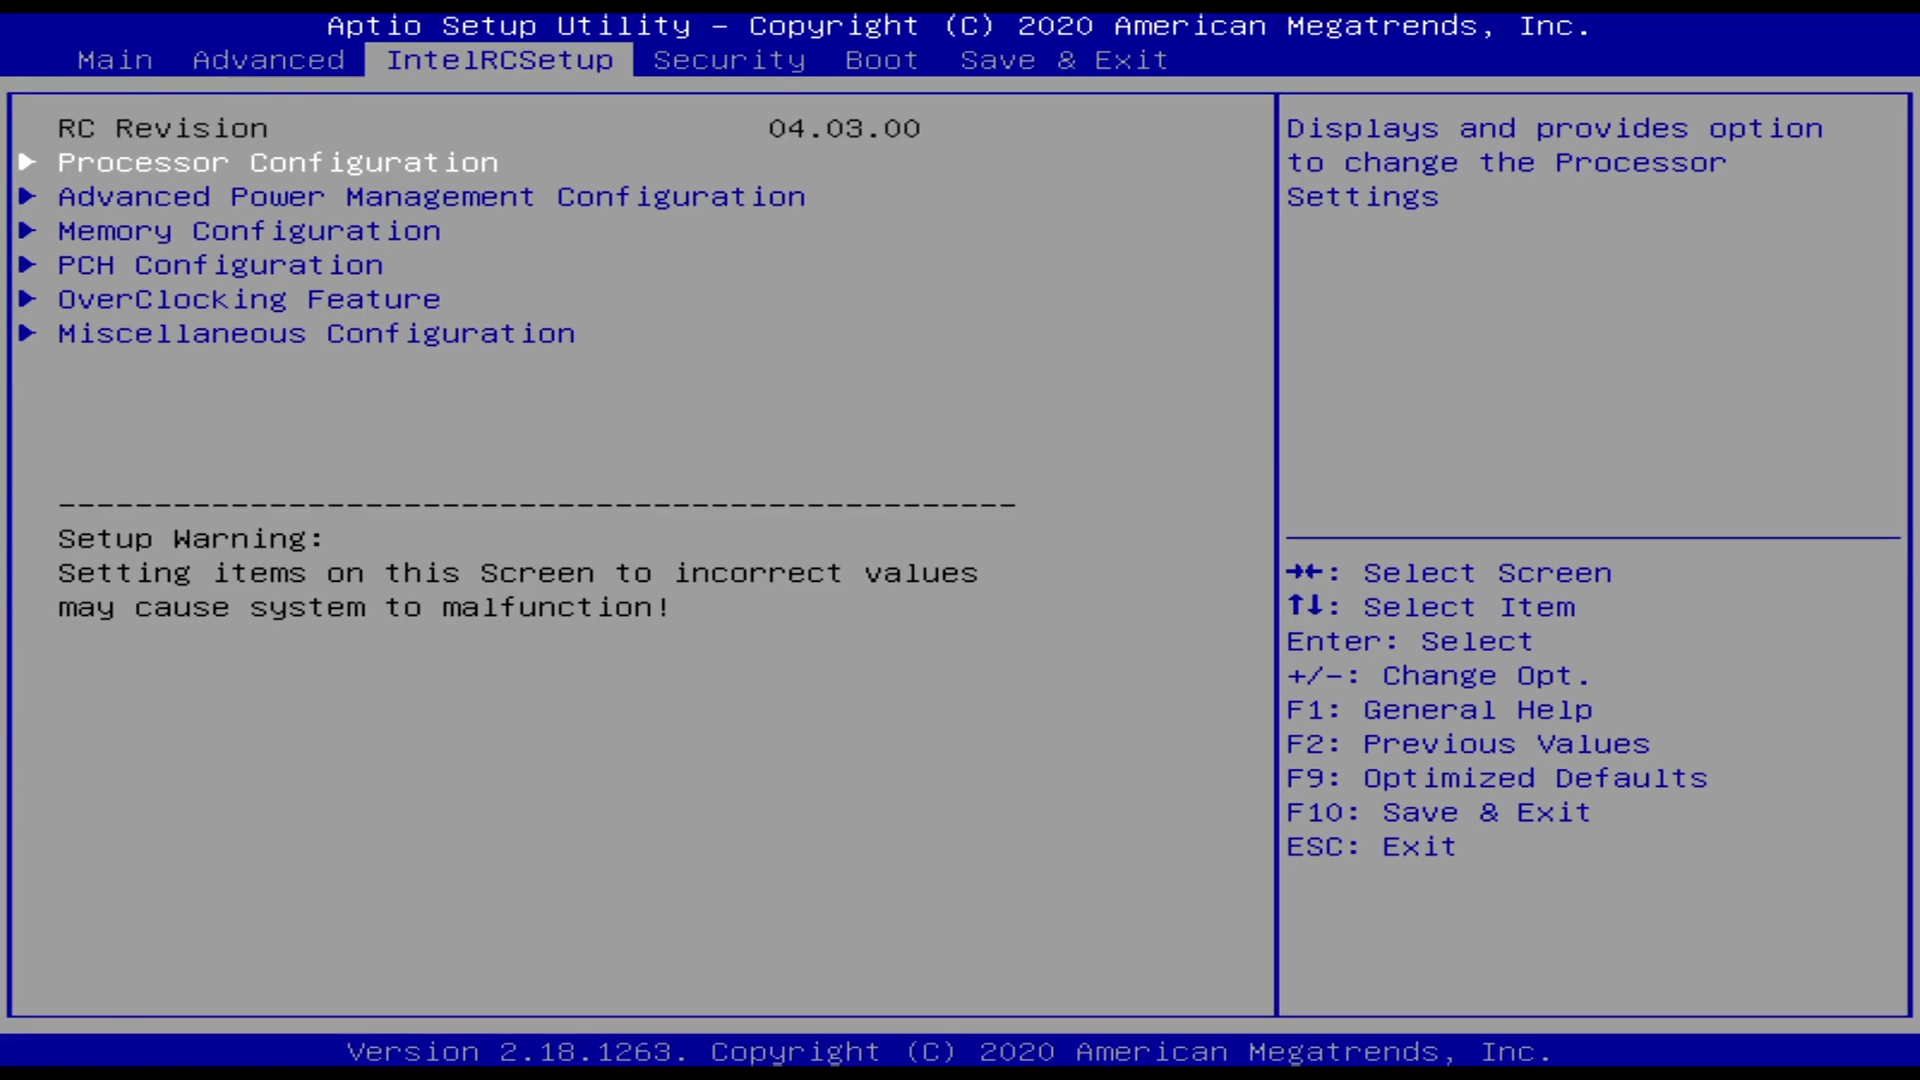 Aptio Setup Utility – Copyright (C) 2020 American Megatrends, Inc.
Main Advanced IntelRCSetup Security Boot Save & Exit
RC Revision 04.03.00
Processor Configuration
Advanced Power Management Configuration
Memory Configuration
PCH Configuration
OverClocking Feature
Miscellaneous Configuration
--------------------------------------------------
Setup Warning:
Setting items on this Screen to incorrect values
may cause system to malfunction!
Displays and provides option
to change the Processor
Settings
→←: Select Screen
↑↓: Select Item
Enter: Select
+/-: Change Opt.
F1: General Help
F2: Previous Values
F9: Optimized Defaults
F10: Save & Exit
ESC: Exit
Version 2.18.1263. Copyright (C) 2020 American Megatrends, Inc.